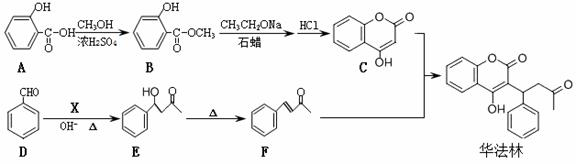 OH
O
OH
CH₃OH
浓H₂SO₄
OH
O
OCH₃
CH₃CH₂ONa
石蜡
HCl
O
O
OH
A
B
C
CHO
X
OH⁻ △
HO
O
△
O
D
E
F
O
O
O
OH
华法林